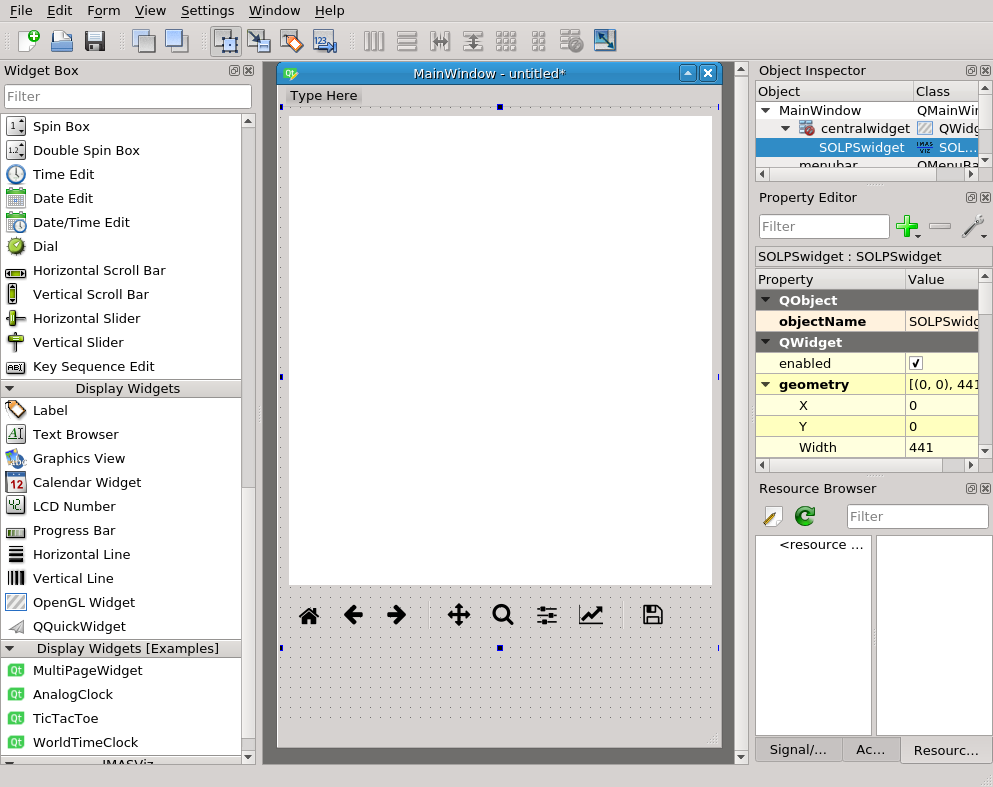 File Edit Form View Settings Window Help
Widget Box
Filter
Spin Box
Double Spin Box
Time Edit
Date Edit
Date/Time Edit
Dial
Horizontal Scroll Bar
Vertical Scroll Bar
Horizontal Slider
Vertical Slider
Key Sequence Edit
Display Widgets
Label
Text Browser
Graphics View
Calendar Widget
LCD Number
Progress Bar
Horizontal Line
Vertical Line
OpenGL Widget
QQuickWidget
Display Widgets [Examples]
MultiPageWidget
AnalogClock
TicTacToe
WorldTimeClock
IMASViz
MainWindow - untitled*
Type Here
Object Inspector
Object Class
MainWindow QMainWin
centralwidget QWidg
SOLPSwidget SOL...
menubar QMenuBa
Property Editor
Filter
SOLPSwidget : SOLPSwidget
Property Value
QObject
objectName SOLPSwidg
QWidget
enabled
geometry [(0, 0), 441
X 0
Y 0
Width 441
Resource Browser
Filter
<resource ...
Signal/... Ac... Resourc...